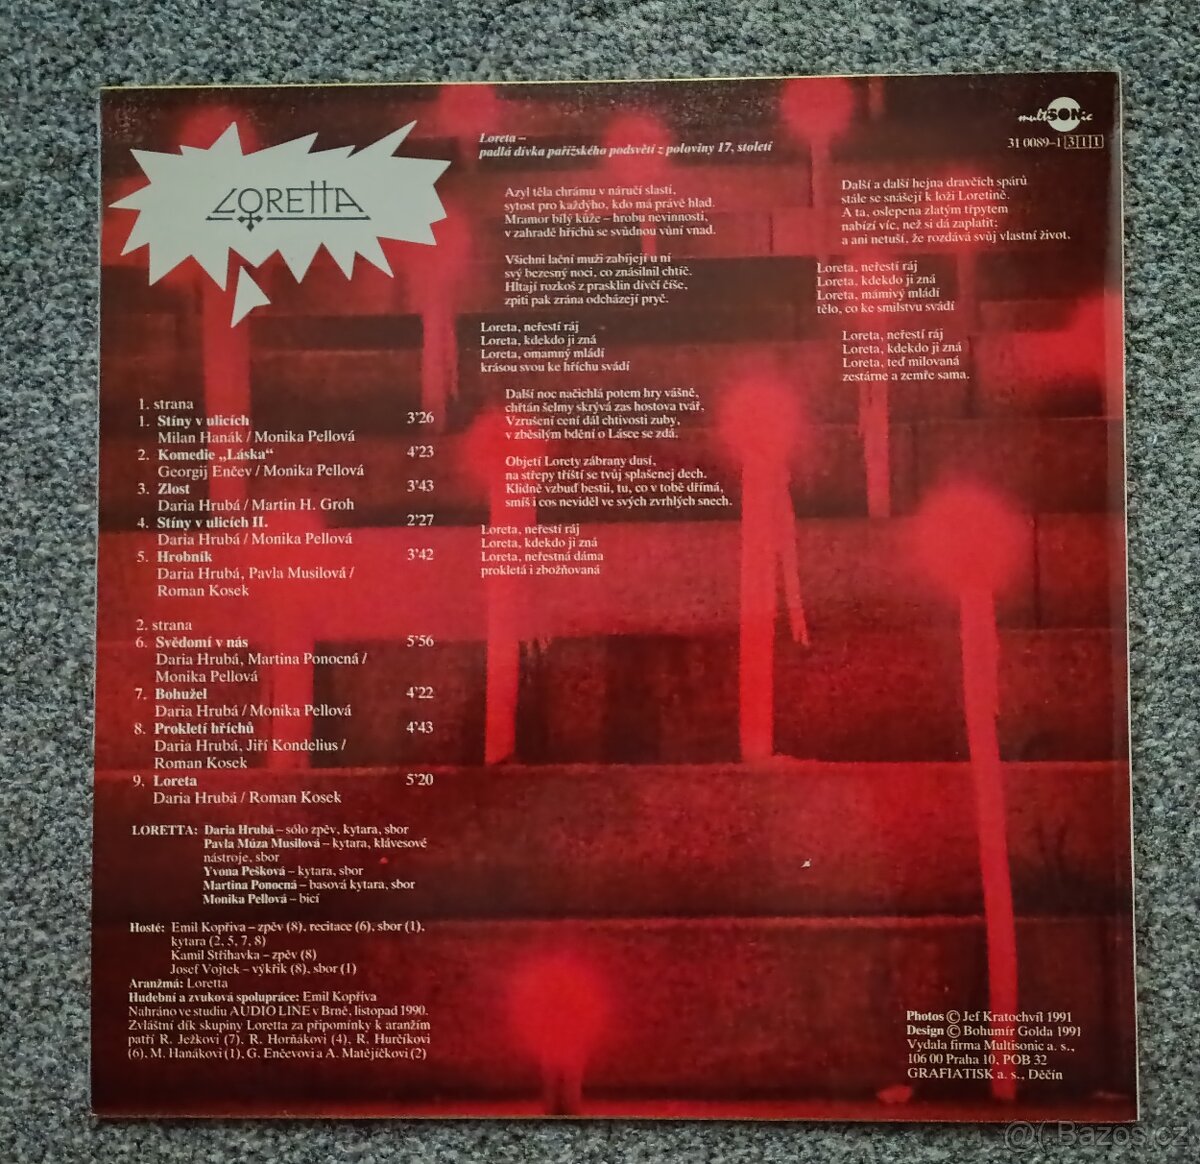 LORETTA
multiSONic
31 0089-1 311
Loreta –
padlá dívka pařížského podsvětí z poloviny 17. století
Azyl těla chrámu v náručí slastí,
sytost pro každýho, kdo má právě hlad.
Mramor bílý kůže – hrobu nevinnosti,
v zahradě hříchů se svůdnou vůní vnad.
Všichni lační muži zabíjejí u ní
svý bezesný noci, co znásilnil chtíč.
Hltají rozkoš z prasklin dívčí číše,
zpití pak zrána odcházejí pryč.
Loreta, neřestí ráj
Loreta, kdekdo ji zná
Loreta, omamný mládí
krásou svou ke hříchu svádí
Další noc načichlá potem hry vášně,
chřtán šelmy skrývá zas hostova tvář,
Vzrušení cení dál chtivosti zuby,
v zběsilým bdění o Lásce se zdá.
Objetí Lorety zábrany dusí,
na střepy tříští se tvůj splašenej dech.
Klidně vzbuď bestii, tu, co v tobě dřímá,
smíš i cos neviděl ve svých zvrhlých snech.
Loreta, neřestí ráj
Loreta, kdekdo jí zná
Loreta, neřestná dáma
prokletá i zbožňovaná
Další a další hejna dravčích spárů
stále se snášejí k loži Loretině.
A ta, oslepena zlatým třpytem
nabízí víc, než si dá zaplatit;
a ani netuší, že rozdává svůj vlastní život.
Loreta, neřestí ráj
Loreta, kdekdo ji zná
Loreta, mámivý mládí
tělo, co ke smilstvu svádí
Loreta, neřestí ráj
Loreta, kdekdo ji zná
Loreta, teď milovaná
zestárne a zemře sama.
1. strana
1. Stíny v ulicích 3'26
Milan Hanák / Monika Pellová
2. Komedie „Láska“ 4'23
Georgij Enčev / Monika Pellová
3. Zlost 3'43
Daria Hrubá / Martin H. Groh
4. Stíny v ulicích II. 2'27
Daria Hrubá / Monika Pellová
5. Hrobník 3'42
Daria Hrubá, Pavla Musilová /
Roman Kosek
2. strana
6. Svědomí v nás 5'56
Daria Hrubá, Martina Ponocná /
Monika Pellová
7. Bohužel 4'22
Daria Hrubá / Monika Pellová
8. Prokletí hříchů 4'43
Daria Hrubá, Jiří Kondelius /
Roman Kosek
9. Loreta 5'20
Daria Hrubá / Roman Kosek
LORETTA: Daria Hrubá – sólo zpěv, kytara, sbor
Pavla Múza Musilová – kytara, klávesové
nástroje, sbor
Yvona Pešková – kytara, sbor
Martina Ponocná – basová kytara, sbor
Monika Pellová – bicí
Hosté: Emil Kopřiva – zpěv (8), recitace (6), sbor (1),
kytara (2, 5, 7, 8)
Kamil Střihavka – zpěv (8)
Josef Vojtek – výkřik (8), sbor (1)
Aranžmá: Loretta
Hudební a zvuková spolupráce: Emil Kopřiva
Nahráno ve studiu AUDIO LINE v Brně, listopad 1990.
Zvláštní dík skupiny Loretta za připomínky k aranžím
patří R. Ježkovi (7), R. Horňákovi (4), R. Hurčíkovi
(6), M. Hanákovi (1), G. Enčevovi a A. Matějíčkovi (2)
Photos © Jef Kratochvíl 1991
Design © Bohumír Golda 1991
Vydala firma Multisonic a. s.,
106 00 Praha 10, POB 32
GRAFIATISK a. s., Děčín
Bazos.cz